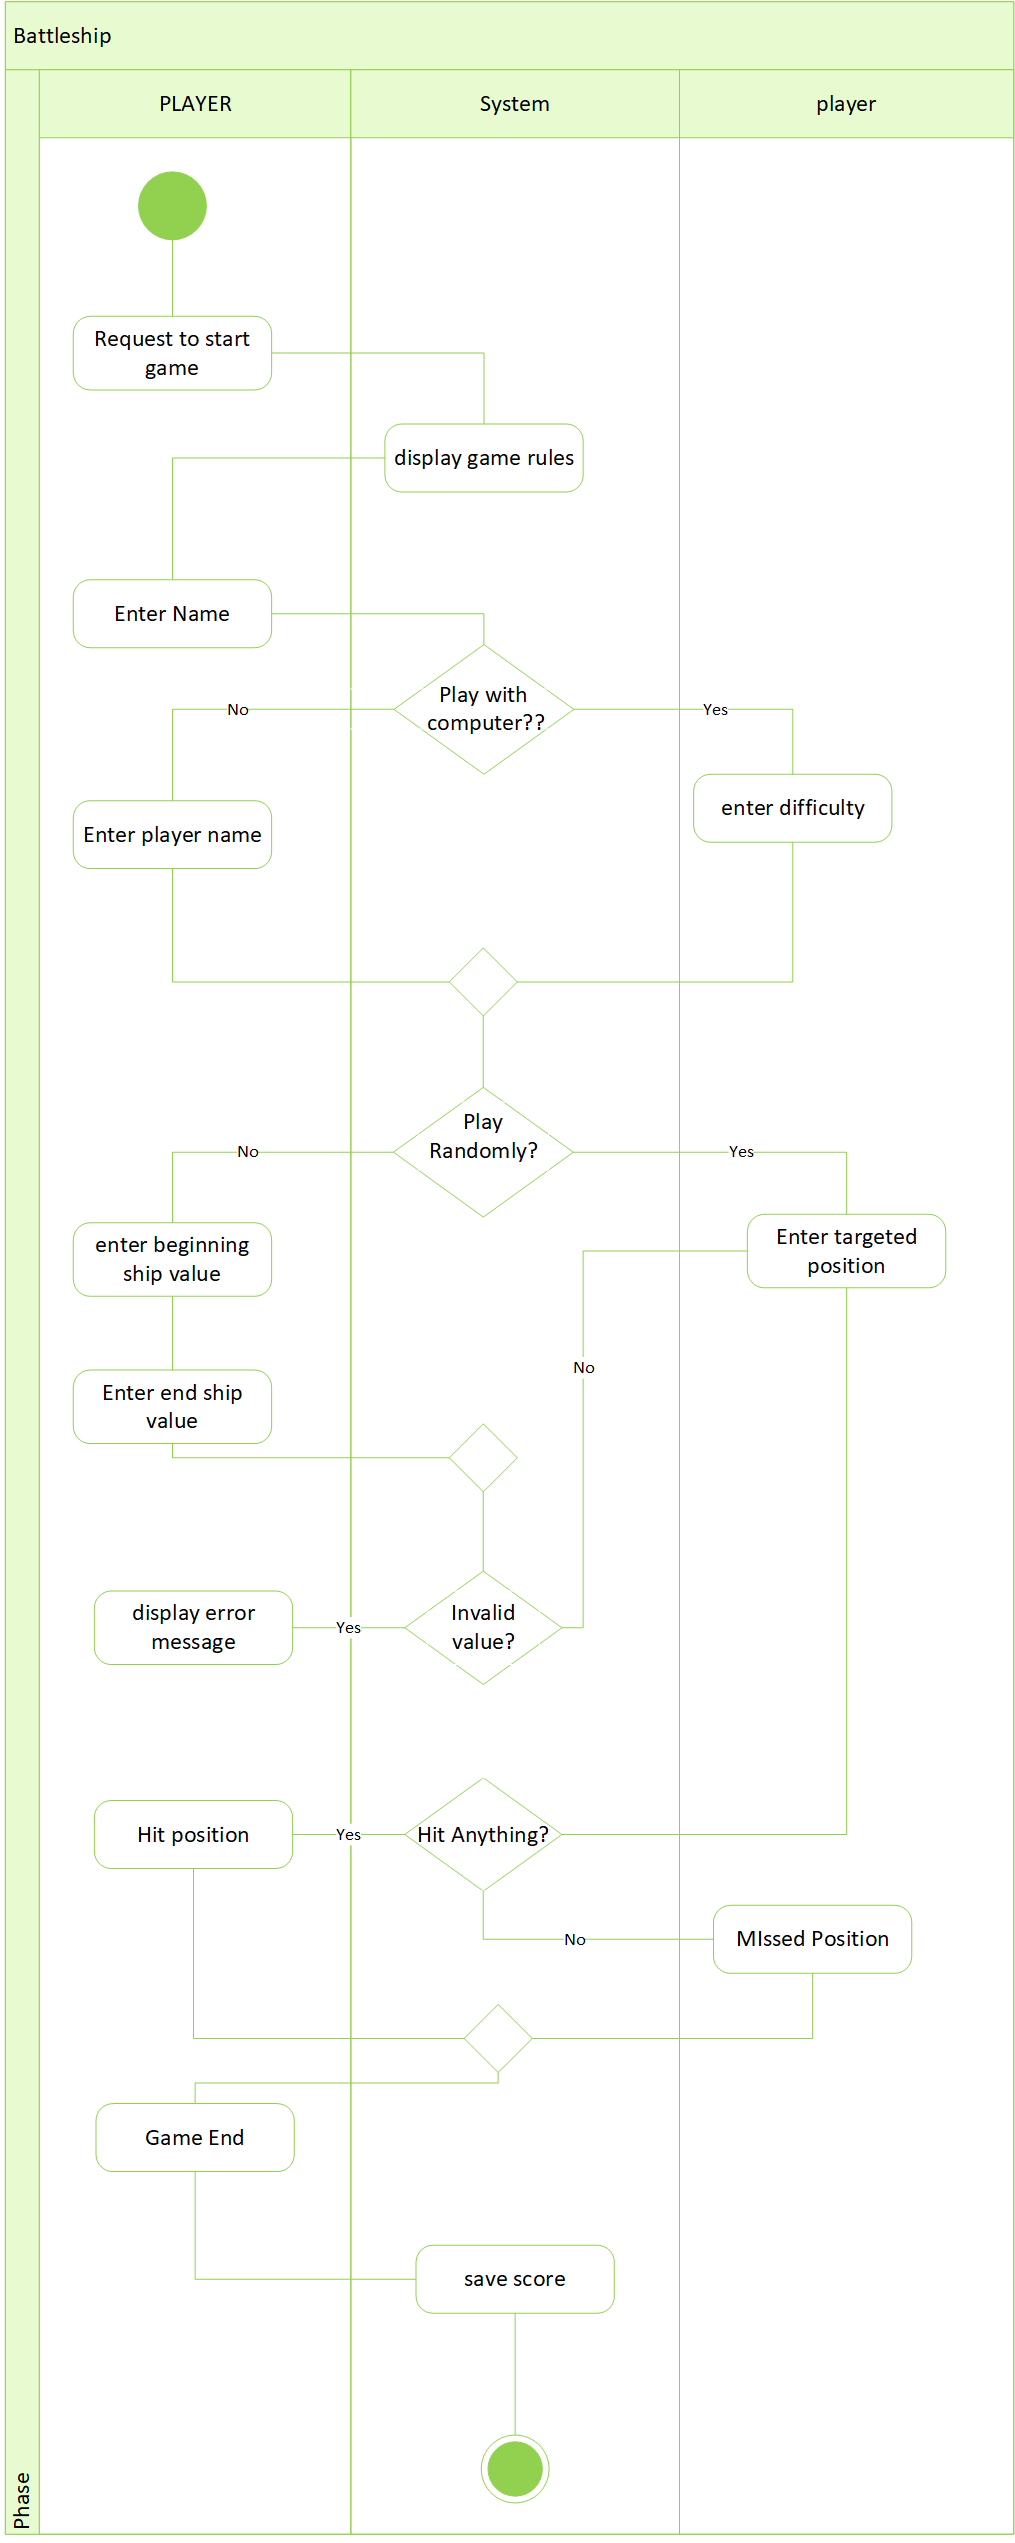 Battleship
PLAYER
System
player
Request to start
game
display game rules
Enter Name
Play with
computer??
No
Yes
enter difficulty
Enter player name
Play
Randomly?
No
Yes
Enter targeted
position
enter beginning
ship value
No
Enter end ship
value
display error
message
Yes
Invalid
value?
Hit position
Yes
Hit Anything?
No
MIssed Position
Game End
save score
Phase